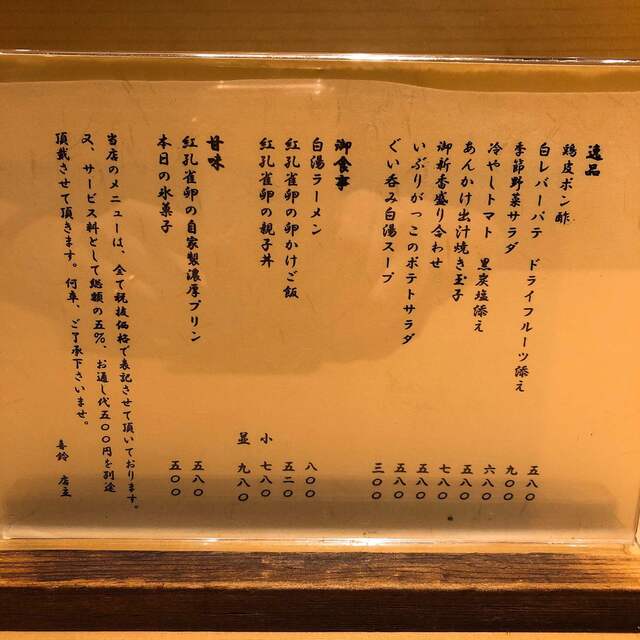 逸品
鶏皮ポン酢 五八〇
白レバーパテ ドライフルーツ添え 九〇〇
季節野菜サラダ 六八〇
冷やしトマト 黒炭塩添え 五八〇
あんかけ出汁焼き玉子 七八〇
御新香盛り合わせ 五八〇
いぶりがっこのポテトサラダ 五八〇
ぐい呑み白湯スープ 三〇〇
御食事
白湯ラーメン 八〇〇
紅孔雀卵の卵かけご飯 五二〇
紅孔雀卵の親子丼 小 七八〇
並 九八〇
甘味
紅孔雀卵の自家製濃厚プリン 五八〇
本日の氷菓子 五〇〇
当店のメニューは、全て税抜価格で表記させて頂いております。
又、サービス料として総額の五%、お通し代五〇〇円を別途
頂戴させて頂きます。何卒、ご了承下さいませ。
喜鈴 店主